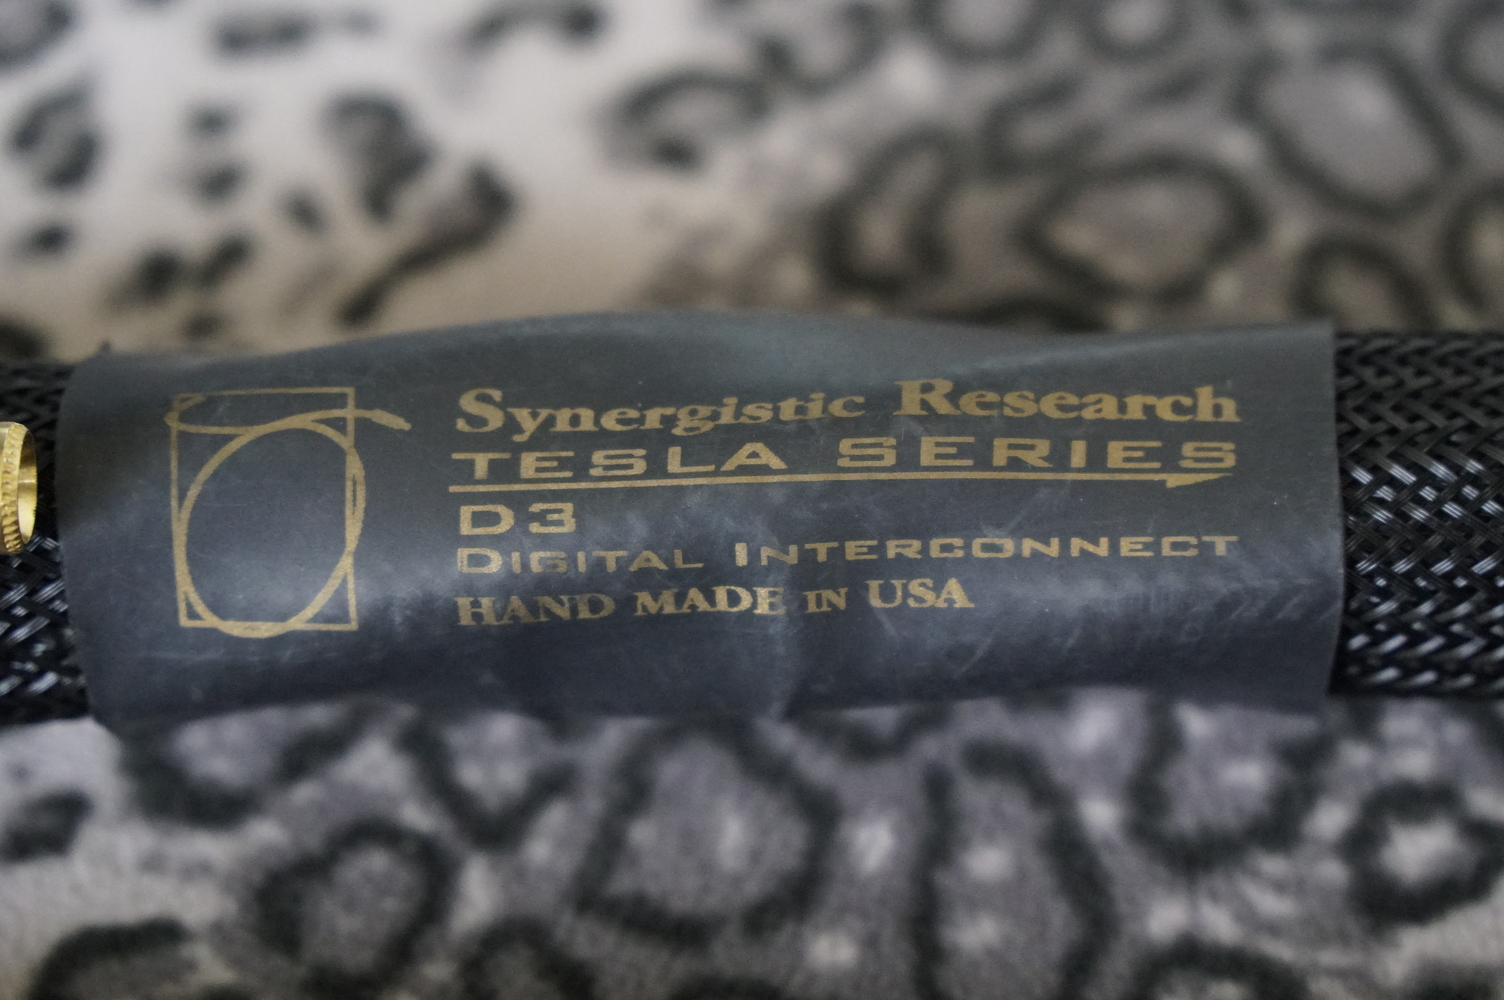 Synergistic Research
TESLA SERIES
D3
DIGITAL INTERCONNECT
HAND MADE IN USA